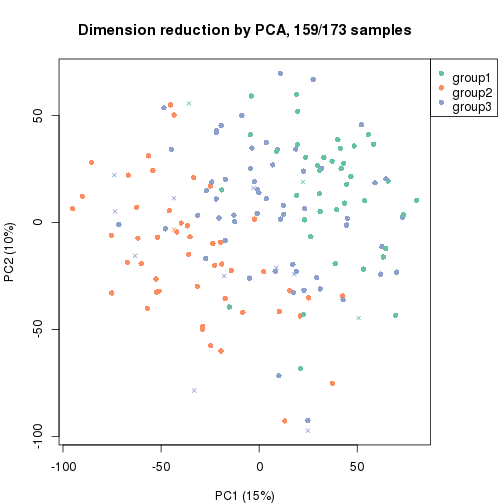 Dimension reduction by PCA, 159/173 samples
group1
group2
group3
50
0
-50
-100
PC2 (10%)
-100
-50
0
50
PC1 (15%)